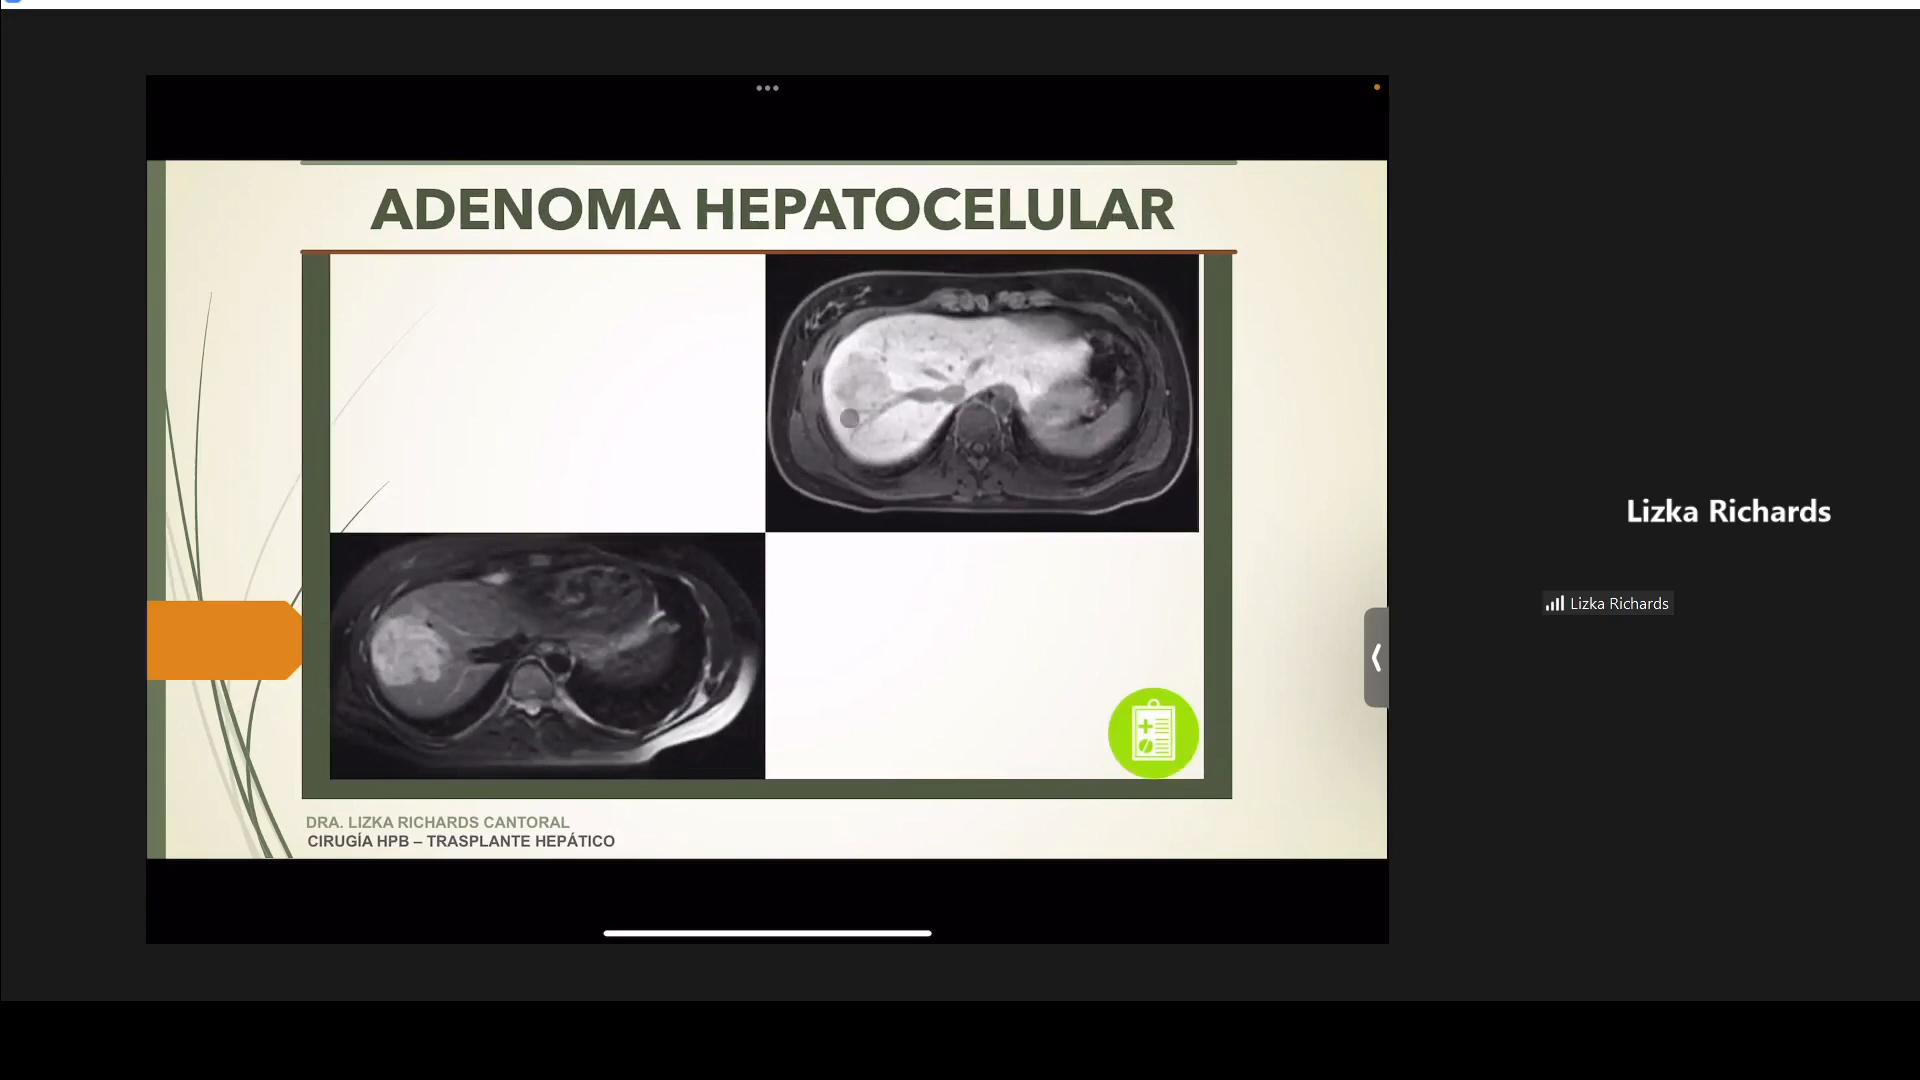 ADENOMA HEPATOCELULAR
DRA. LIZKA RICHARDS CANTORAL
CIRUGÍA HPB – TRASPLANTE HEPÁTICO
Lizka Richards
Lizka Richards